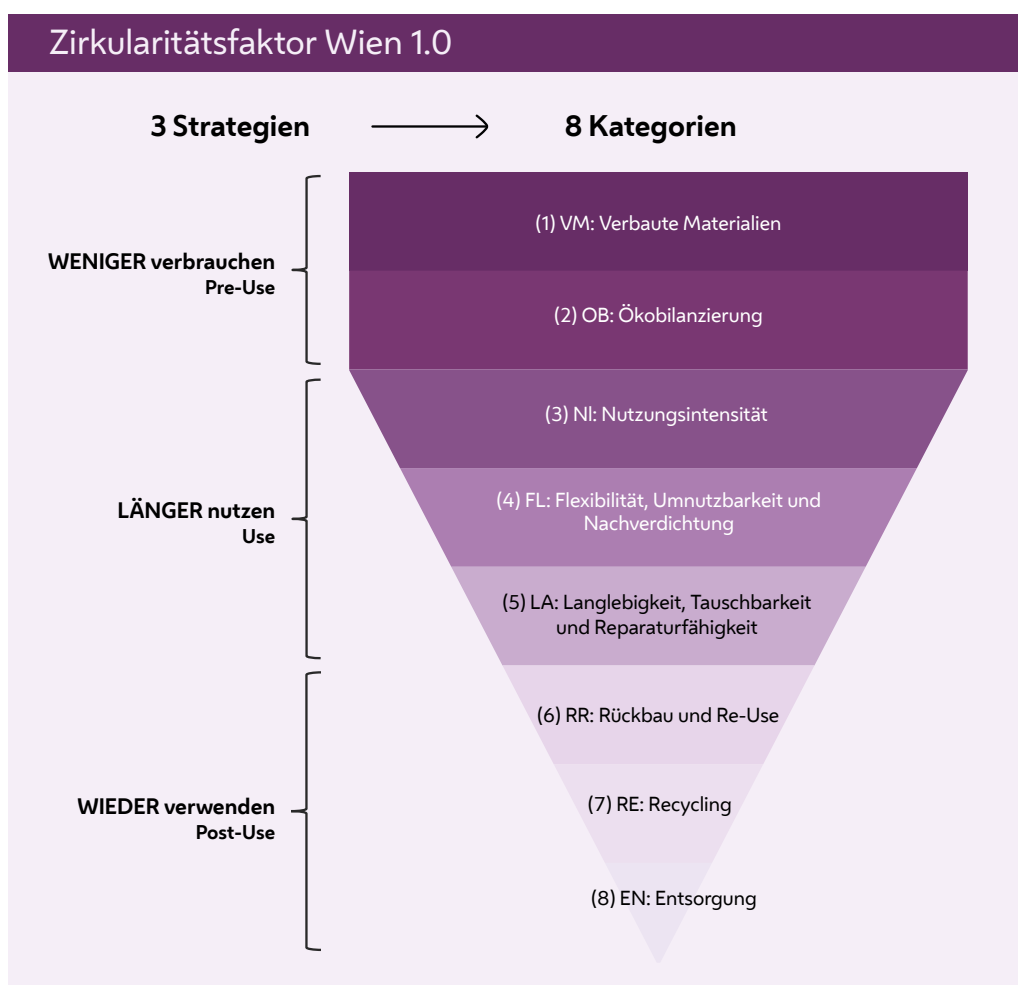 Zirkularitätsfaktor Wien 1.0
3 Strategien
8 Kategorien
WENIGER verbrauchen
Pre-Use
(1) VM: Verbaute Materialien
(2) OB: Ökobilanzierung
LÄNGER nutzen
Use
(3) NI: Nutzungsintensität
(4) FL: Flexibilität, Umnutzbarkeit und
Nachverdichtung
(5) LA: Langlebigkeit, Tauschbarkeit
und Reparaturfähigkeit
WIEDER verwenden
Post-Use
(6) RR: Rückbau und Re-Use
(7) RE: Recycling
(8) EN: Entsorgung